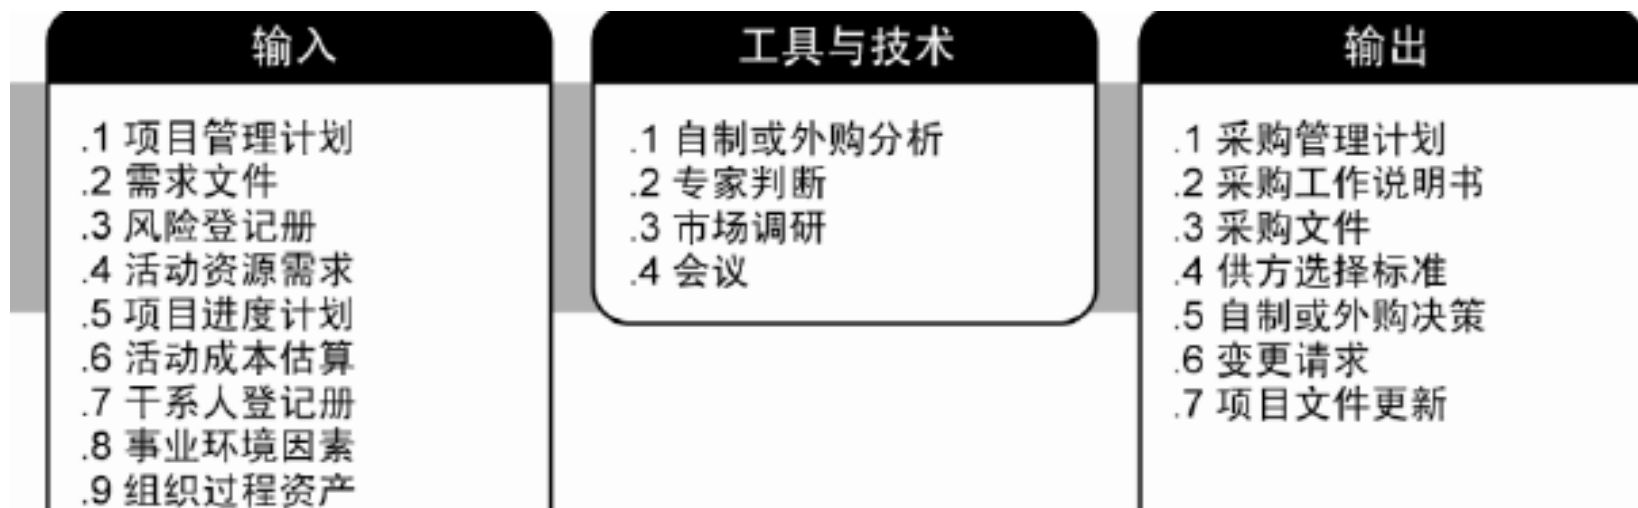 输入
.1 项目管理计划
.2 需求文件
.3 风险登记册
.4 活动资源需求
.5 项目进度计划
.6 活动成本估算
.7 干系人登记册
.8 事业环境因素
.9 组织过程资产
工具与技术
.1 自制或外购分析
.2 专家判断
.3 市场调研
.4 会议
输出
.1 采购管理计划
.2 采购工作说明书
.3 采购文件
.4 供方选择标准
.5 自制或外购决策
.6 变更请求
.7 项目文件更新